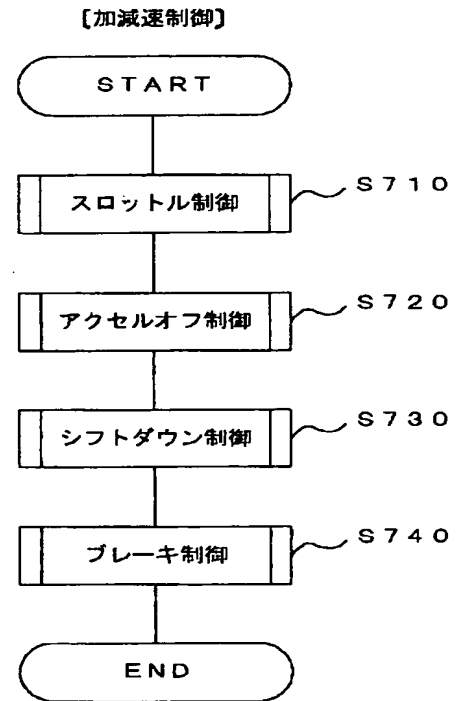 [加減速制御]
START
スロットル制御
S710
アクセルオフ制御
S720
シフトダウン制御
S730
ブレーキ制御
S740
END